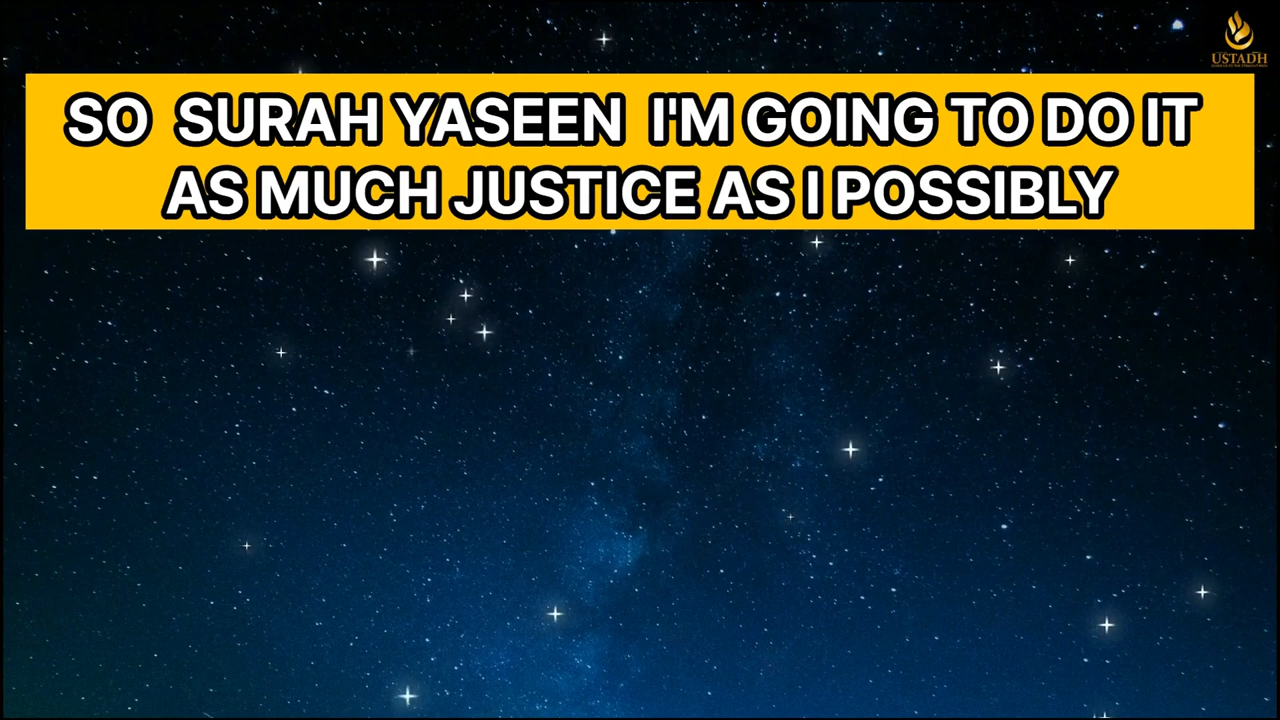 USTADH
SO SURAH YASEEN I'M GOING TO DO IT
AS MUCH JUSTICE AS I POSSIBLY